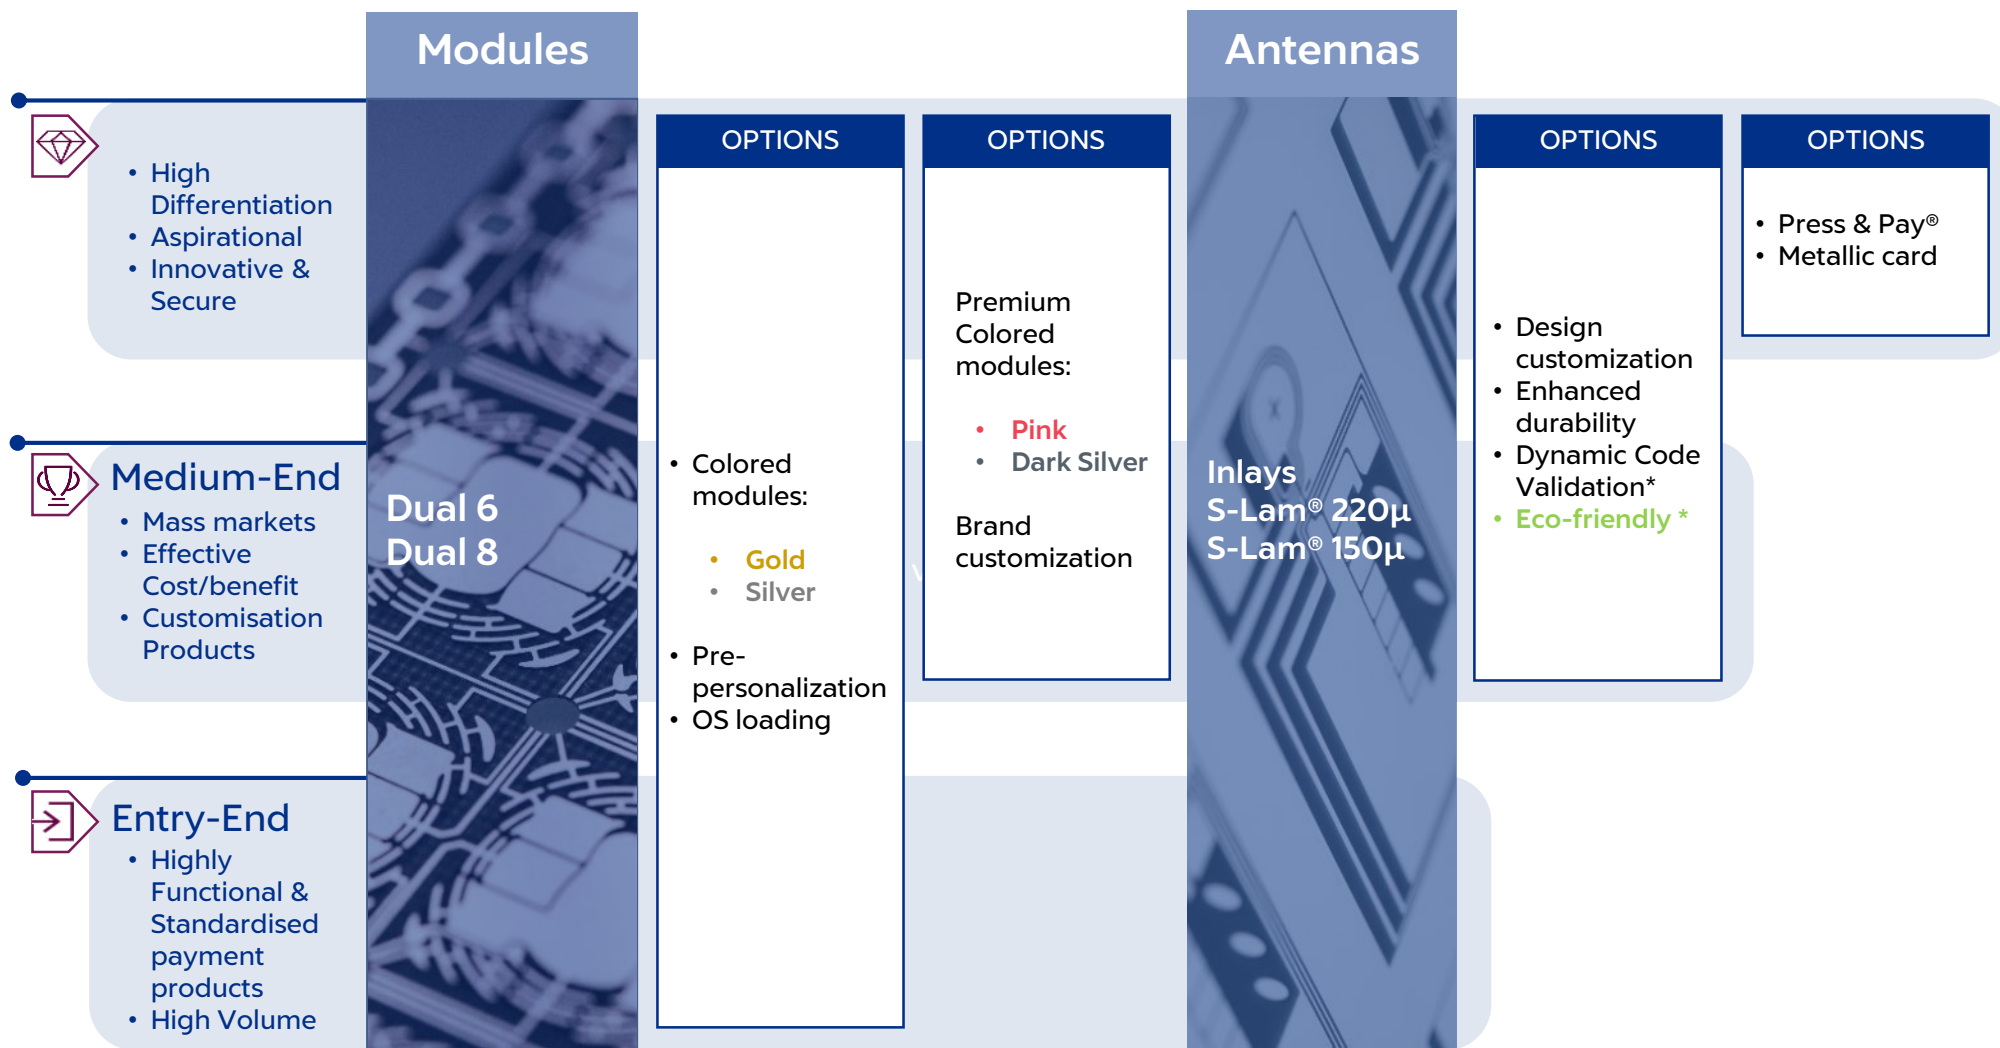 Modules
Antennas
• High
Differentiation
• Aspirational
• Innovative &
Secure
Medium-End
• Mass markets
• Effective
Cost/benefit
• Customisation
Products
Entry-End
• Highly
Functional &
Standardised
payment
products
• High Volume
Dual 6
Dual 8
OPTIONS
• Colored
modules:
• Gold
• Silver
• Pre-
personalization
• OS loading
OPTIONS
Premium
Colored
modules:
• Pink
• Dark Silver
Brand
customization
Inlays
S-Lam® 220µ
S-Lam® 150µ
OPTIONS
• Design
customization
• Enhanced
durability
• Dynamic Code
Validation*
• Eco-friendly *
OPTIONS
• Press & Pay®
• Metallic card